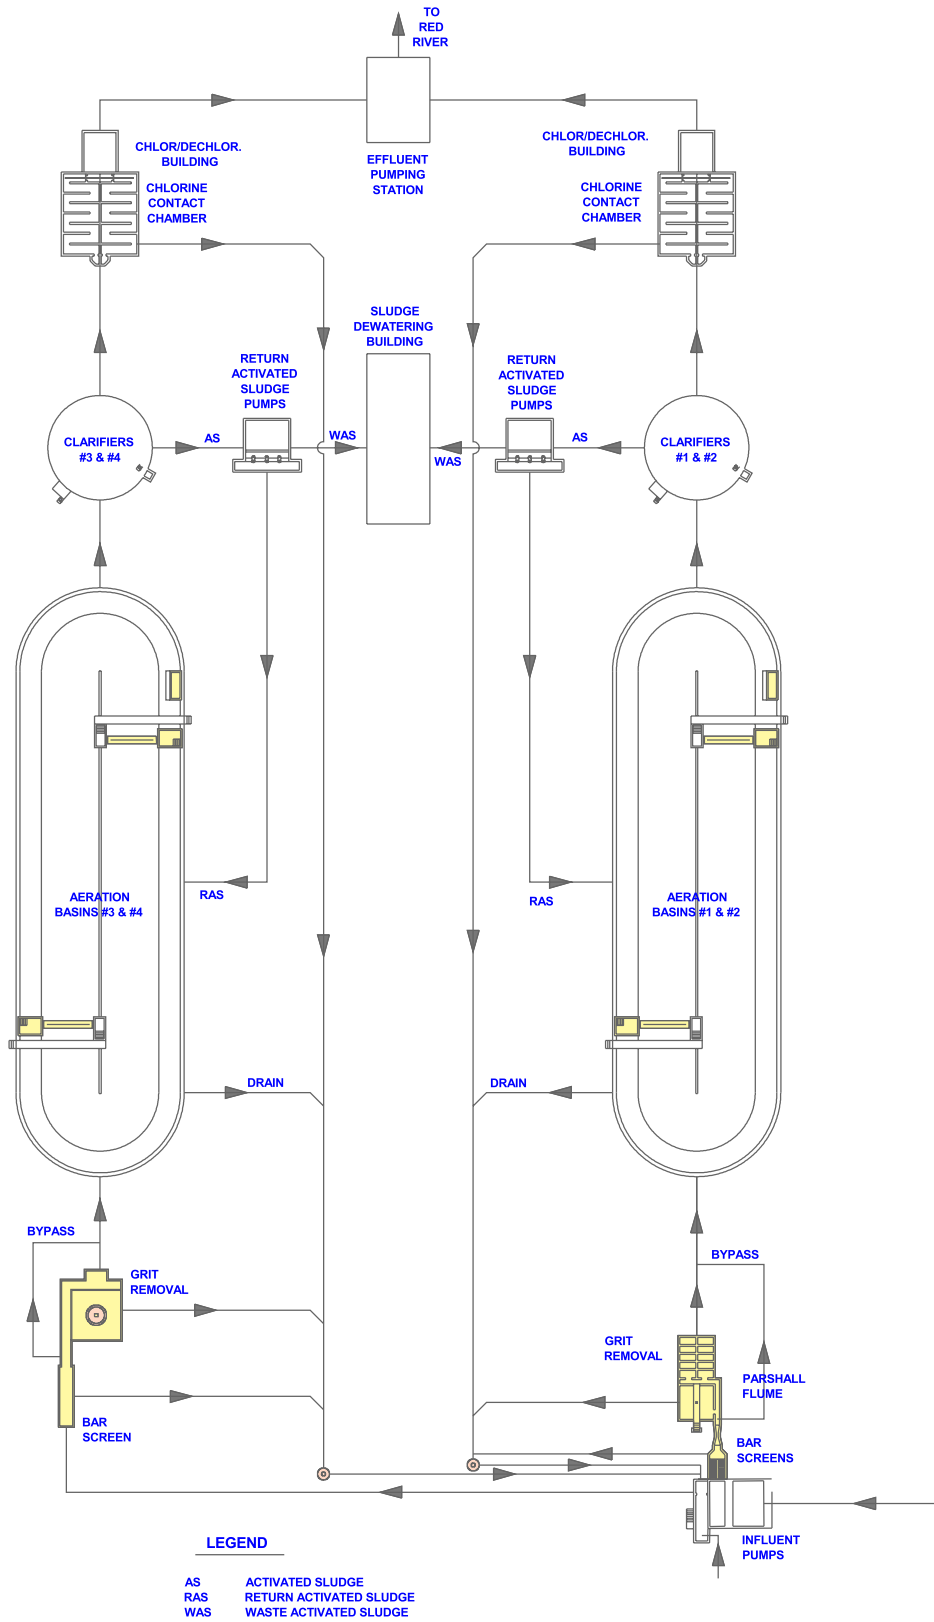 TO
RED
RIVER
CHLOR/DECHLOR.
BUILDING
EFFLUENT
PUMPING
STATION
CHLOR/DECHLOR.
BUILDING
CHLORINE
CONTACT
CHAMBER
CHLORINE
CONTACT
CHAMBER
SLUDGE
DEWATERING
BUILDING
RETURN
ACTIVATED
SLUDGE
PUMPS
RETURN
ACTIVATED
SLUDGE
PUMPS
CLARIFIERS
#3 & #4
AS
WAS
WAS
AS
CLARIFIERS
#1 & #2
RAS
RAS
AERATION
BASINS #3 & #4
AERATION
BASINS #1 & #2
DRAIN
DRAIN
BYPASS
BYPASS
GRIT
REMOVAL
GRIT
REMOVAL
PARSHALL
FLUME
BAR
SCREEN
BAR
SCREENS
INFLUENT
PUMPS
LEGEND
AS ACTIVATED SLUDGE
RAS RETURN ACTIVATED SLUDGE
WAS WASTE ACTIVATED SLUDGE